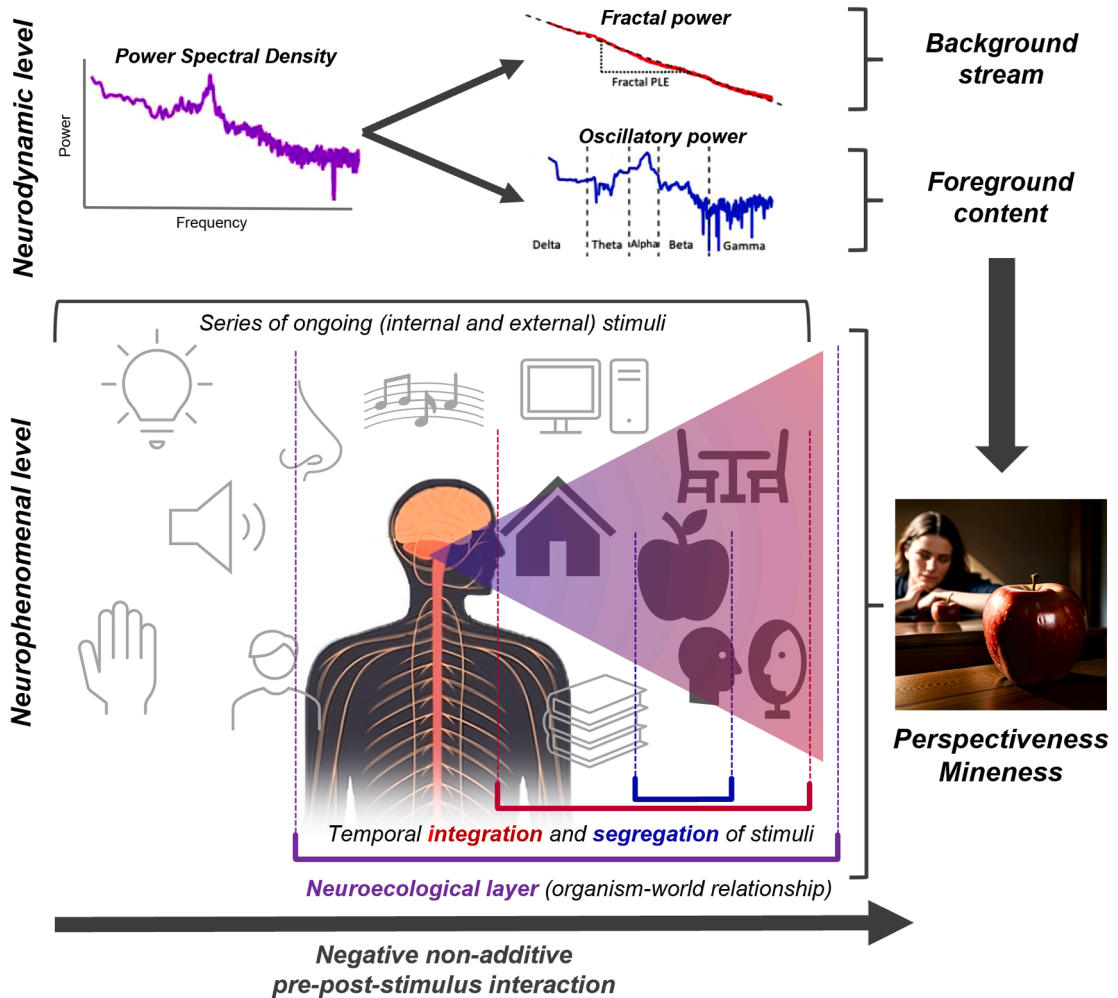 Neurodynamic level
Power Spectral Density
Power
Frequency
Fractal power
Fractal PLE
Oscillatory power
Delta
Theta
Alpha
Beta
Gamma
Background
stream
Foreground
content
Neurophenomenal level
Series of ongoing (internal and external) stimuli
Temporal integration and segregation of stimuli
Neuroecological layer (organism-world relationship)
Perspectiveness
Mineness
Negative non-additive
pre-post-stimulus interaction